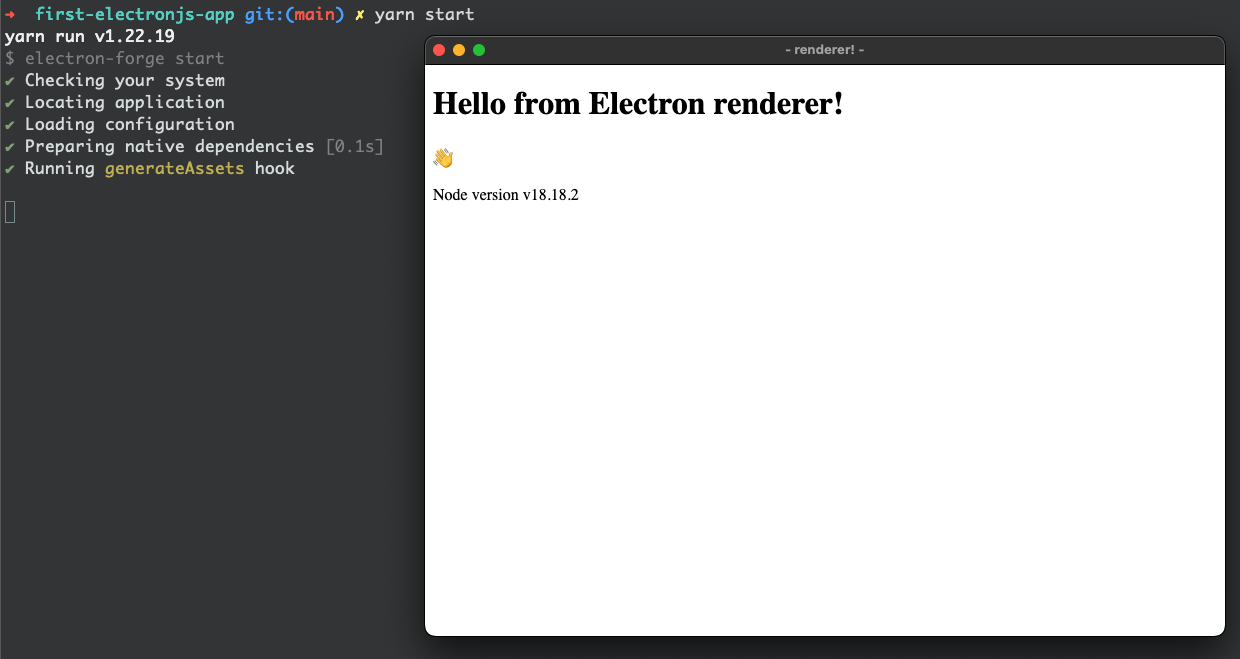 ➜  first-electronjs-app git:(main) ✗ yarn start
yarn run v1.22.19
$ electron-forge start
✔ Checking your system
✔ Locating application
✔ Loading configuration
✔ Preparing native dependencies [0.1s]
✔ Running generateAssets hook
- renderer! -
Hello from Electron renderer!
👋
Node version v18.18.2